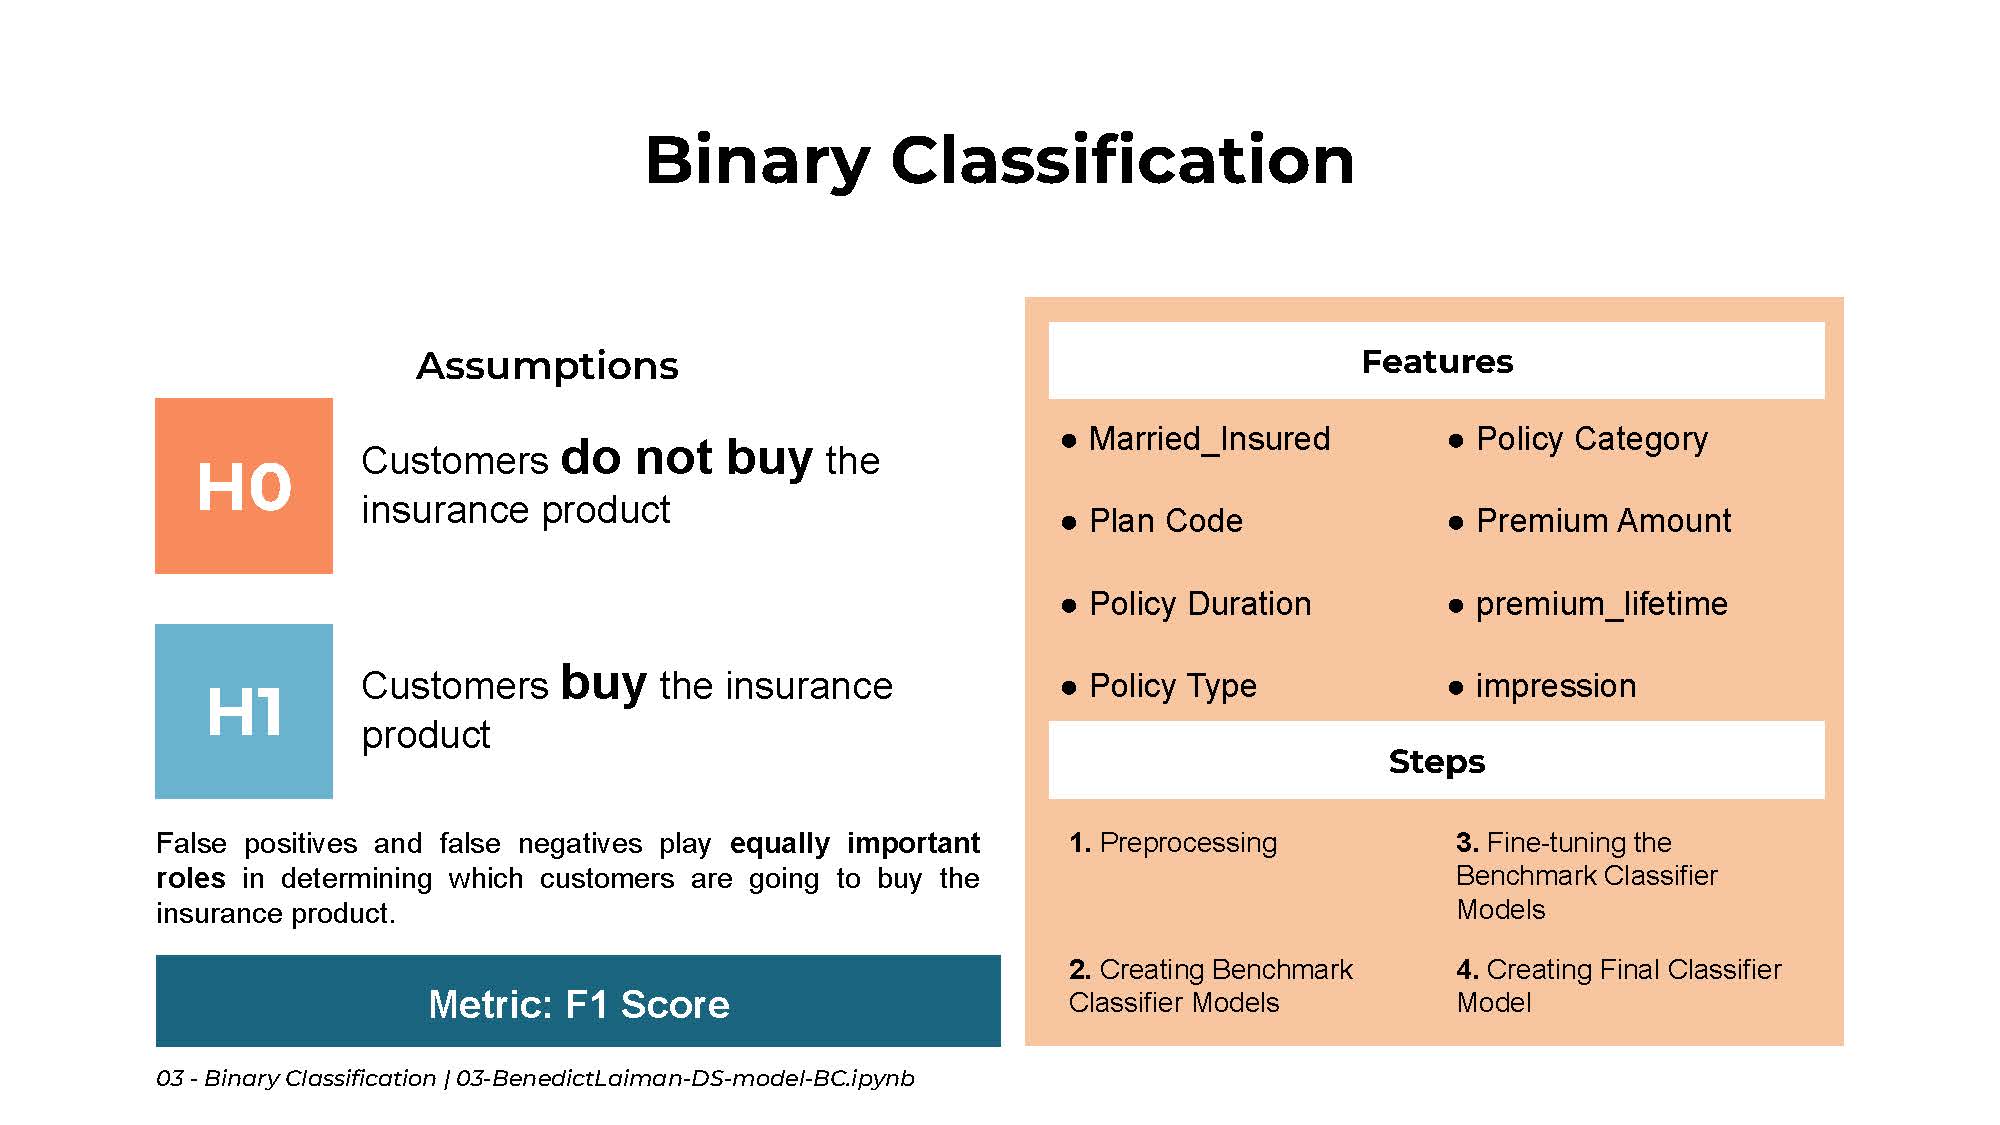 Binary Classification
Assumptions
H0
Customers do not buy the
insurance product
H1
Customers buy the insurance
product
False positives and false negatives play equally important
roles in determining which customers are going to buy the
insurance product.
Metric: F1 Score
Features
● Married_Insured
● Plan Code
● Policy Duration
● Policy Type
● Policy Category
● Premium Amount
● premium_lifetime
● impression
Steps
1. Preprocessing
2. Creating Benchmark
Classifier Models
3. Fine-tuning the
Benchmark Classifier
Models
4. Creating Final Classifier
Model
03 - Binary Classification | 03-BenedictLaiman-DS-model-BC.ipynb